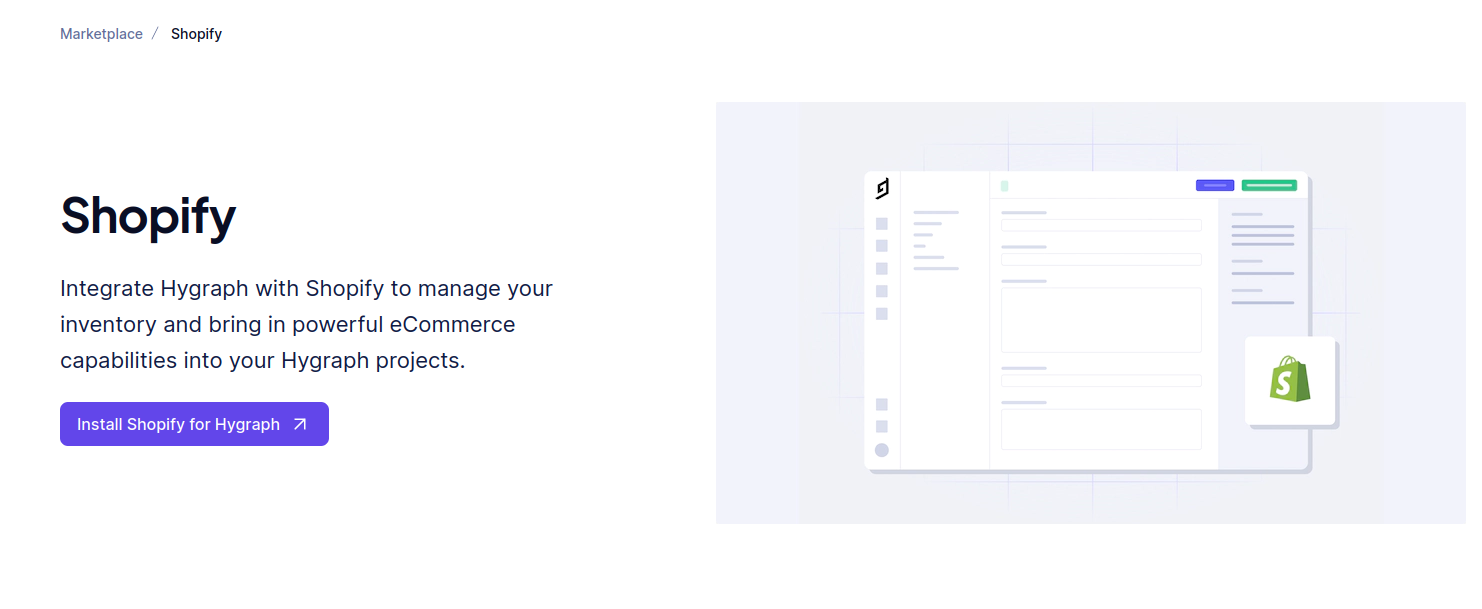 Marketplace / Shopify
Shopify
Integrate Hygraph with Shopify to manage your
inventory and bring in powerful eCommerce
capabilities into your Hygraph projects.
Install Shopify for Hygraph